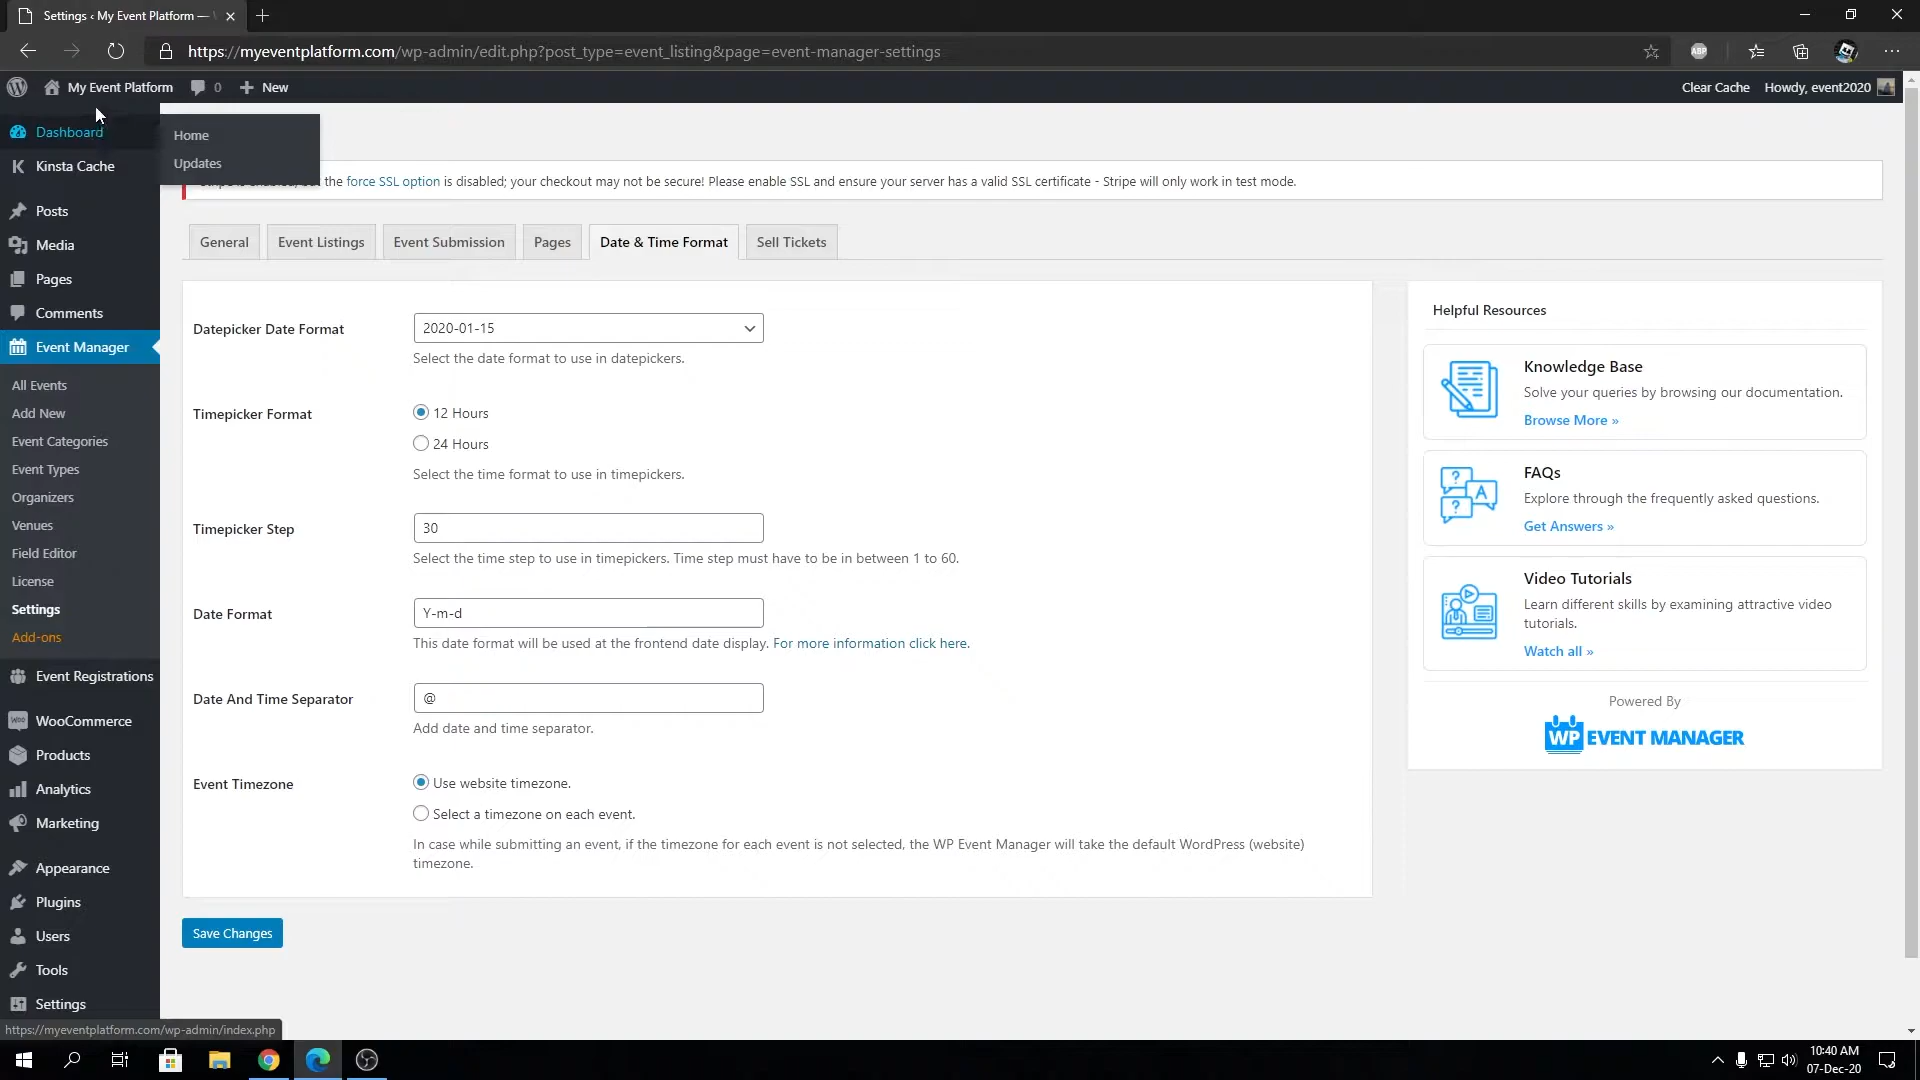 Settings ‹ My Event Platform —
https://myeventplatform.com/wp-admin/edit.php?post_type=event_listing&page=event-manager-settings
ABP
My Event Platform
0
New
Clear Cache
Howdy, event2020
Dashboard
Home
Updates
Kinsta Cache
Posts
Media
Pages
Comments
Event Manager
All Events
Add New
Event Categories
Event Types
Organizers
Venues
Field Editor
License
Settings
Add-ons
Event Registrations
WooCommerce
Products
Analytics
Marketing
Appearance
Plugins
Users
Tools
Settings
the force SSL option is disabled; your checkout may not be secure! Please enable SSL and ensure your server has a valid SSL certificate - Stripe will only work in test mode.
General
Event Listings
Event Submission
Pages
Date & Time Format
Sell Tickets
Datepicker Date Format
2020-01-15
Select the date format to use in datepickers.
Timepicker Format
12 Hours
24 Hours
Select the time format to use in timepickers.
Timepicker Step
30
Select the time step to use in timepickers. Time step must have to be in between 1 to 60.
Date Format
Y-m-d
This date format will be used at the frontend date display. For more information click here.
Date And Time Separator
@
Add date and time separator.
Event Timezone
Use website timezone.
Select a timezone on each event.
In case while submitting an event, if the timezone for each event is not selected, the WP Event Manager will take the default WordPress (website)
timezone.
Save Changes
Helpful Resources
Knowledge Base
Solve your queries by browsing our documentation.
Browse More »
FAQs
Explore through the frequently asked questions.
Get Answers »
Video Tutorials
Learn different skills by examining attractive video
tutorials.
Watch all »
Powered By
WP EVENT MANAGER
https://myeventplatform.com/wp-admin/index.php
10:40 AM
07-Dec-20